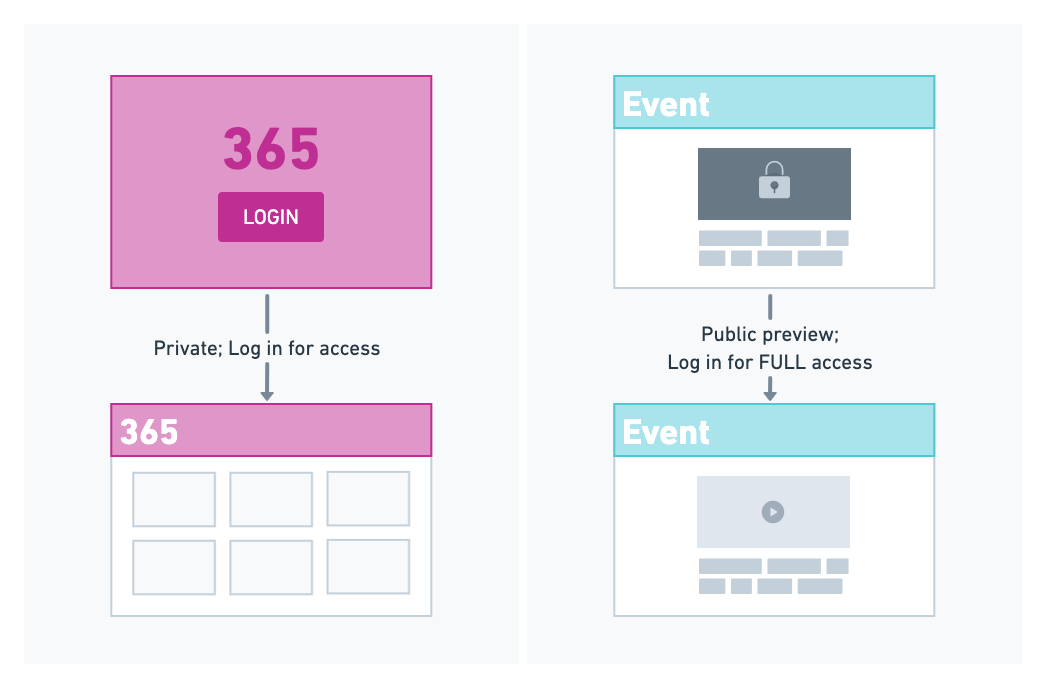 365
LOGIN
Private; Log in for access
365
Event
Public preview;
Log in for FULL access
Event